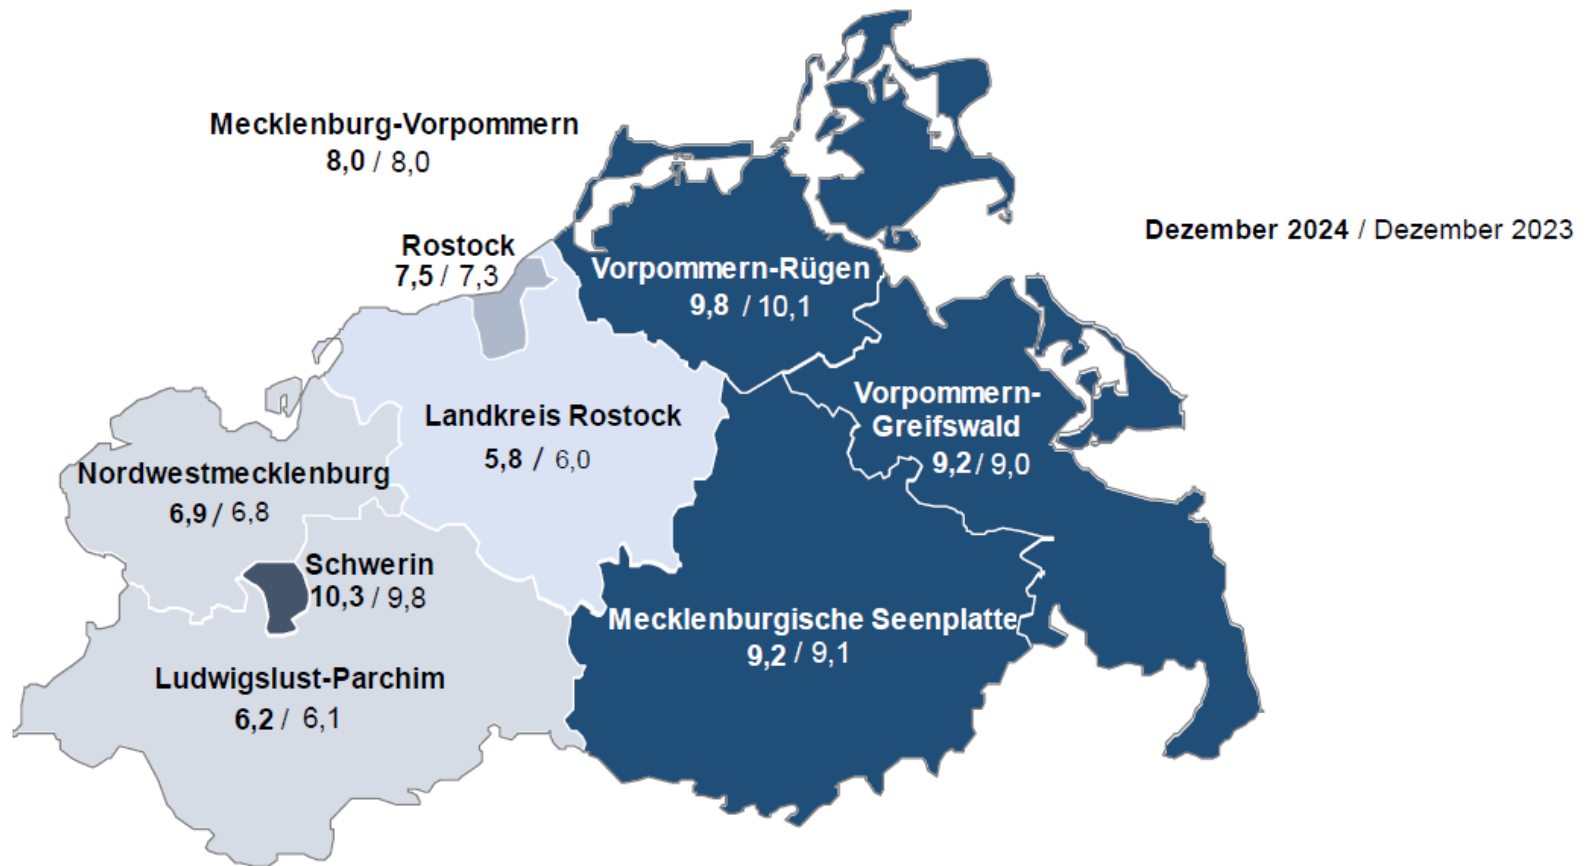 Mecklenburg-Vorpommern
8,0 / 8,0
Dezember 2024 / Dezember 2023
Rostock
7,5 / 7,3
Vorpommern-Rügen
9,8 / 10,1
Vorpommern-
Greifswald
9,2 / 9,0
Landkreis Rostock
5,8 / 6,0
Nordwestmecklenburg
6,9 / 6,8
Schwerin
10,3 / 9,8
Mecklenburgische Seenplatte
9,2 / 9,1
Ludwigslust-Parchim
6,2 / 6,1